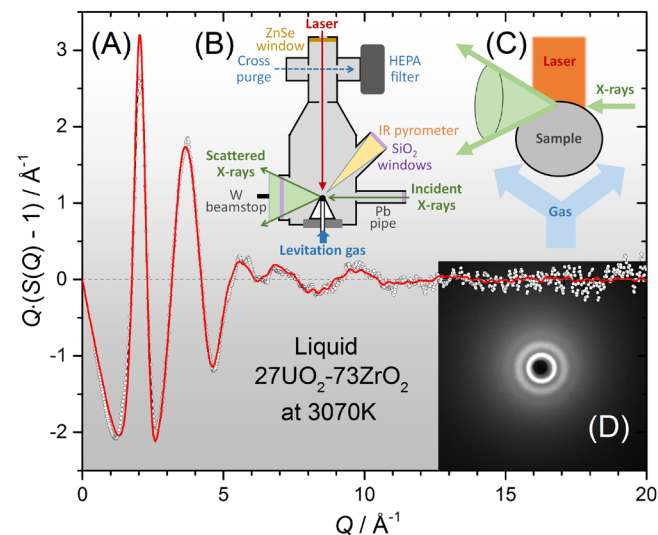 (A)
(B)
(C)
Laser
ZnSe
window
Cross
purge
HEPA
filter
IR pyrometer
SiO2
windows
Scattered
X-rays
W
beamstop
Incident
X-rays
Pb
pipe
Levitation gas
Laser
X-rays
Sample
Gas
Q·(S(Q) - 1) / Å-1
3
2
1
0
-1
-2
Liquid
27UO2-73ZrO2
at 3070K
(D)
0
5
10
15
20
Q / Å-1